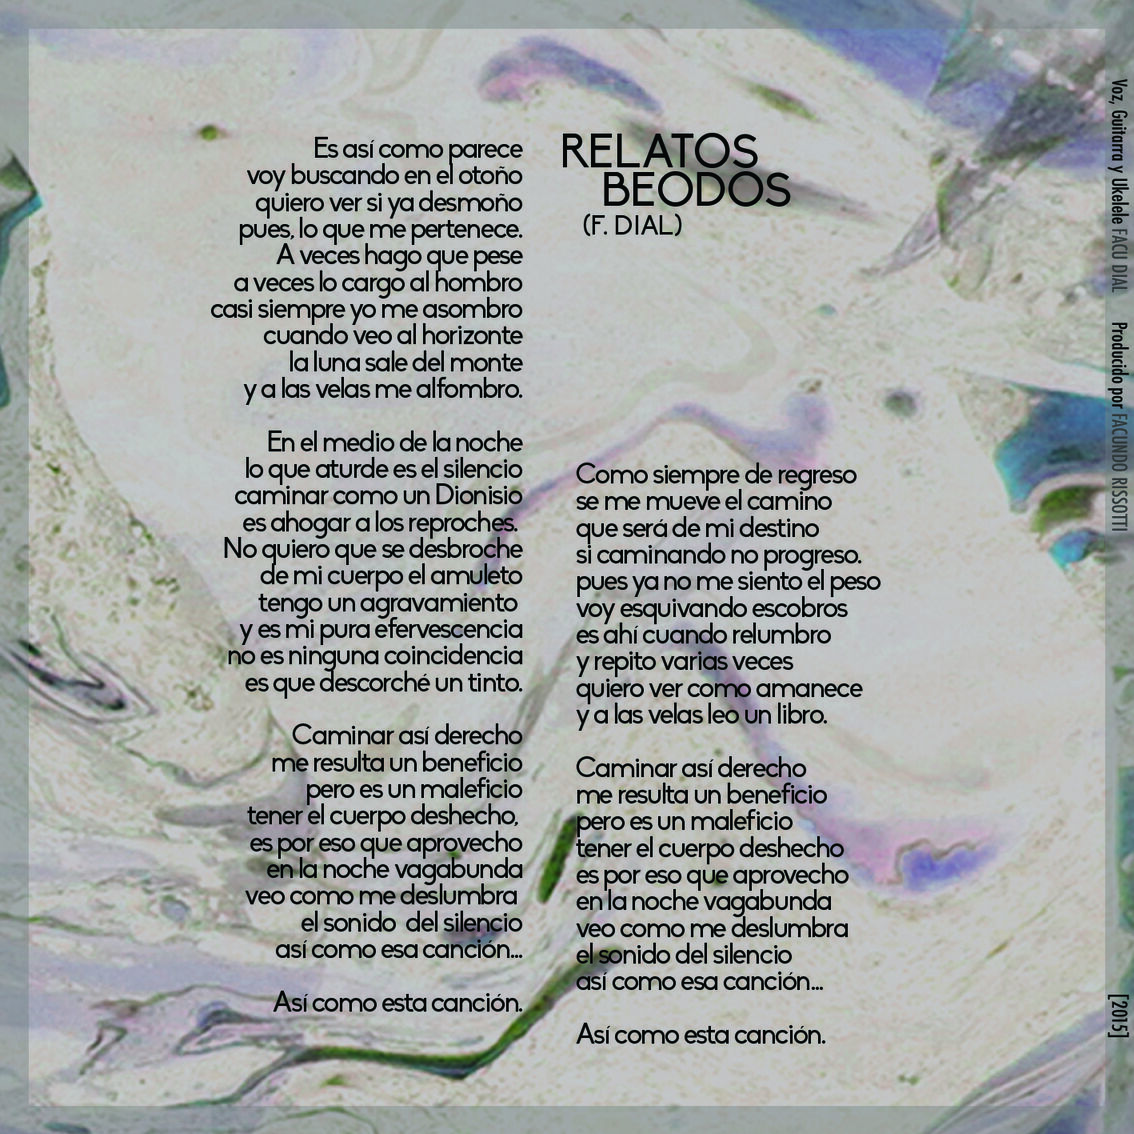 RELATOS
BEODOS
(F. DIAL)
Es así como parece
voy buscando en el otoño
quiero ver si ya desmoño
pues, lo que me pertenece.
A veces hago que pese
a veces lo cargo al hombro
casi siempre yo me asombro
cuando veo al horizonte
la luna sale del monte
y a las velas me alfombro.
En el medio de la noche
lo que aturde es el silencio
caminar como un Dionisio
es ahogar a los reproches.
No quiero que se desbroche
de mi cuerpo el amuleto
tengo un agravamiento
y es mi pura efervescencia
no es ninguna coincidencia
es que descorché un tinto.
Caminar así derecho
me resulta un beneficio
pero es un maleficio
tener el cuerpo deshecho,
es por eso que aprovecho
en la noche vagabunda
veo como me deslumbra
el sonido del silencio
así como esa canción...
Así como esta canción.
Como siempre de regreso
se me mueve el camino
que será de mi destino
si caminando no progreso.
pues ya no me siento el peso
voy esquivando escobros
es ahí cuando relumbro
y repito varias veces
quiero ver como amanece
y a las velas leo un libro.
Caminar así derecho
me resulta un beneficio
pero es un maleficio
tener el cuerpo deshecho
es por eso que aprovecho
en la noche vagabunda
veo como me deslumbra
el sonido del silencio
así como esa canción...
Así como esta canción.
Voz, Guitarra y Ukelele FACU DIAL Producido por FACUNDO RISSOTTI
[2015]